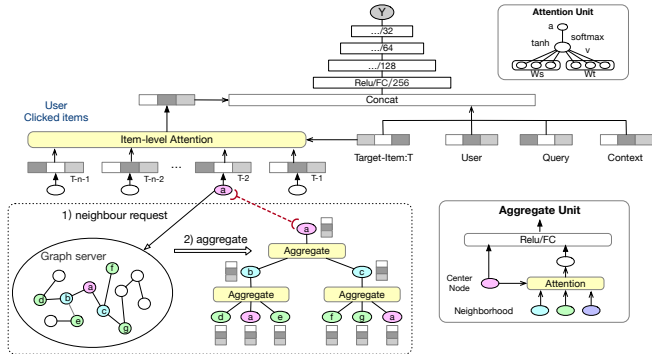 Y
.../32
.../64
.../128
Relu/FC/256
Concat
Attention Unit
a
softmax
tanh
v
Ws
Wt
User
Clicked items
Item-level Attention
T-n-1
T-n-2
...
T-2
T-1
Target-Item:T
User
Query
Context
a
1) neighbour request
2) aggregate
Graph server
f
a
d
b
c
e
g
a
Aggregate
b
c
Aggregate
Aggregate
d
a
e
f
g
a
Aggregate Unit
Relu/FC
Center
Node
Attention
Neighborhood